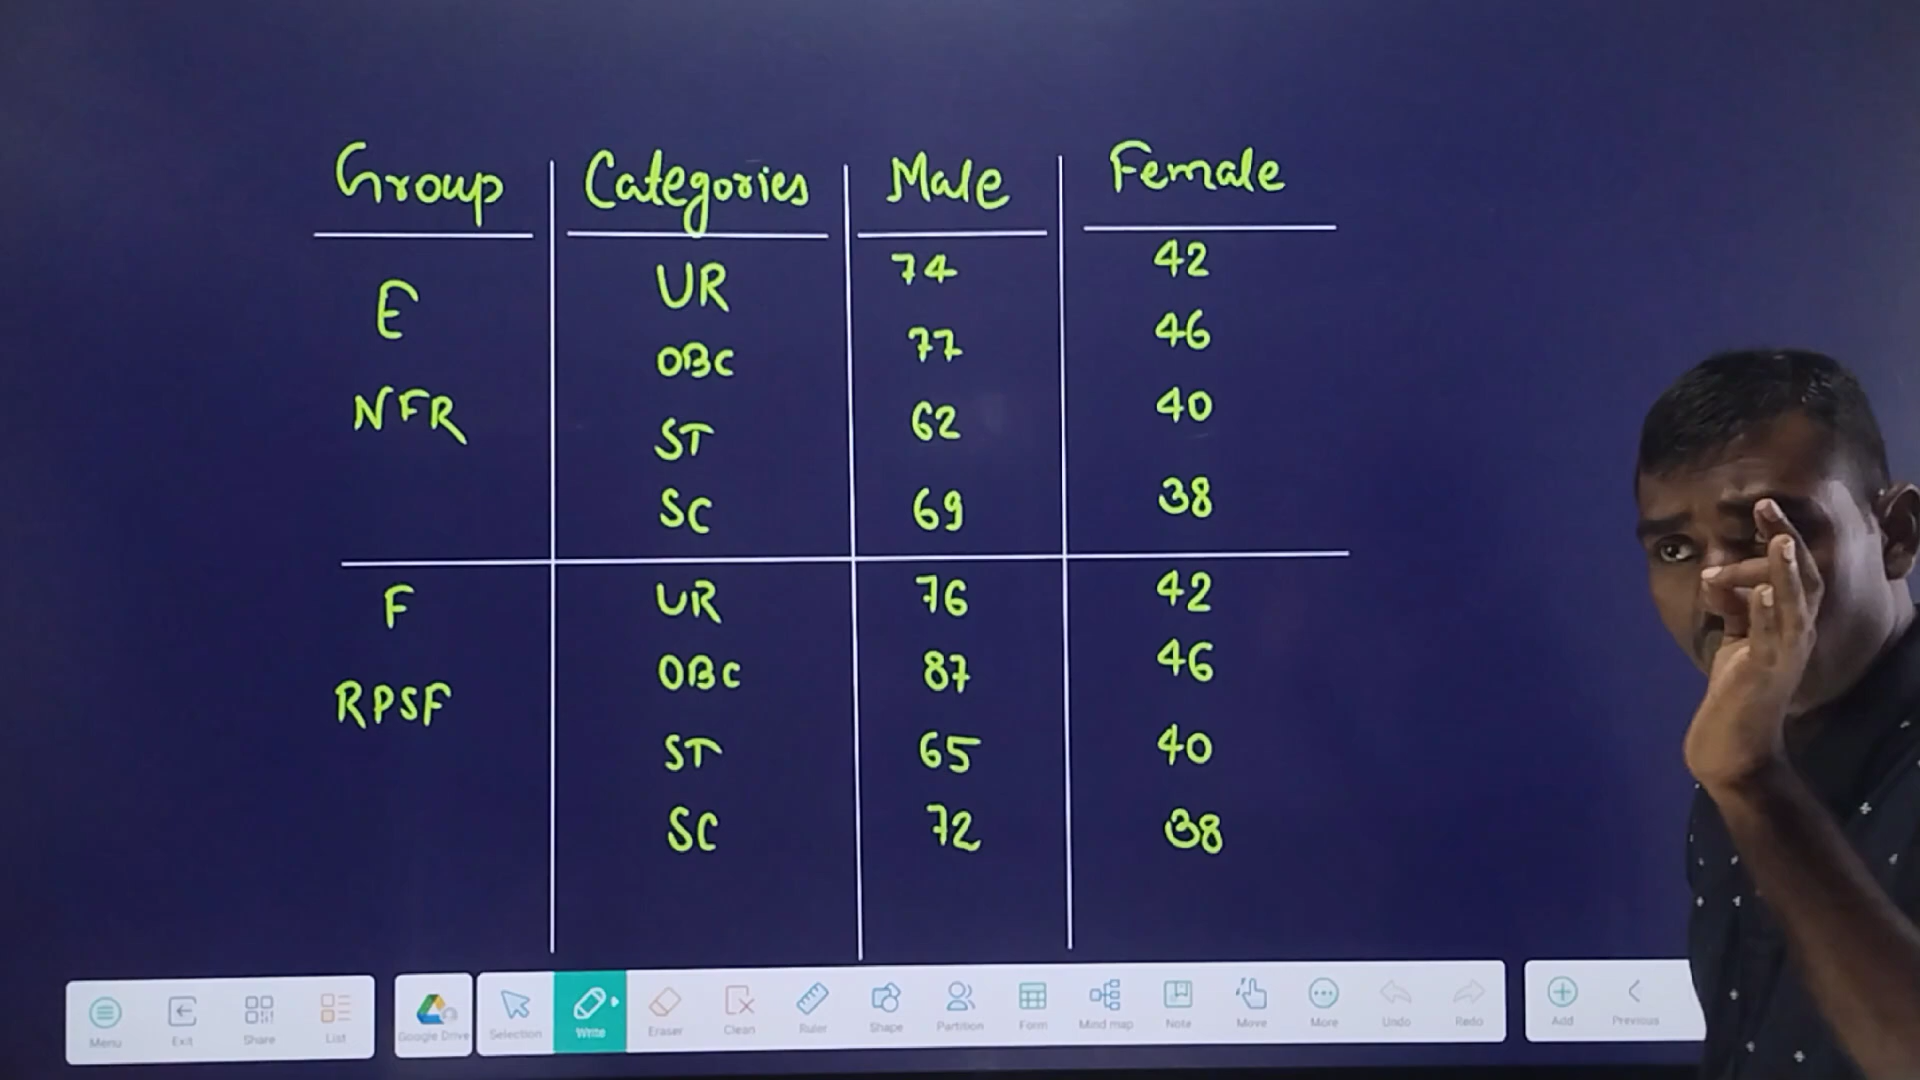 Group Categories Male Female
E UR 74 42
OBC 77 46
NFR ST 62 40
SC 69 38
F UR 76 42
RPSF OBC 87 46
ST 65 40
SC 72 38
Menu Exit Share List Google Drive Selection Write Eraser Clean Ruler Shape Partition Form Mind map Note Move More Undo Redo Add Previous